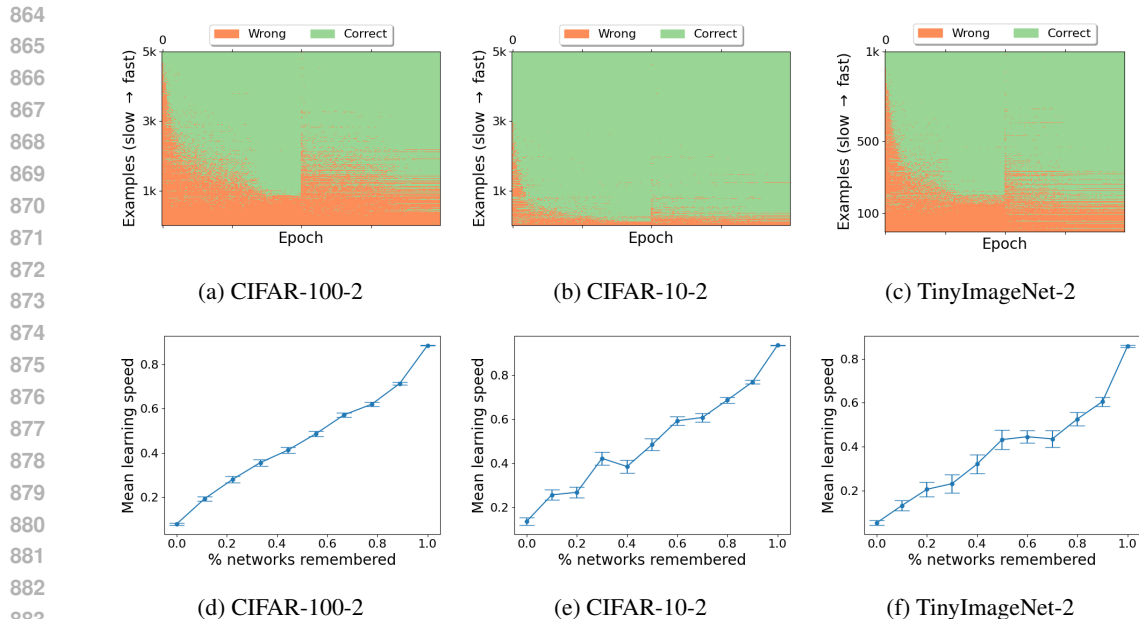 864
865
866
867
868
869
870
871
872
873
874
875
876
877
878
879
880
881
882
Wrong Correct
0
5k
3k
1k
Examples (slow → fast)
Epoch
(a) CIFAR-100-2
Wrong Correct
0
5k
3k
1k
Examples (slow → fast)
Epoch
(b) CIFAR-10-2
Wrong Correct
0
1k
500
100
Examples (slow → fast)
Epoch
(c) TinyImageNet-2
Mean learning speed
0.8
0.6
0.4
0.2
0.0 0.2 0.4 0.6 0.8 1.0
% networks remembered
(d) CIFAR-100-2
Mean learning speed
0.8
0.6
0.4
0.2
0.0 0.2 0.4 0.6 0.8 1.0
% networks remembered
(e) CIFAR-10-2
Mean learning speed
0.8
0.6
0.4
0.2
0.0 0.2 0.4 0.6 0.8 1.0
% networks remembered
(f) TinyImageNet-2